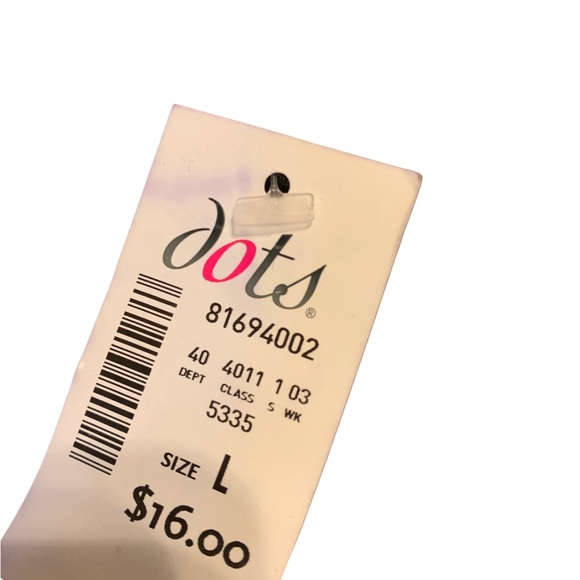 dots®
81694002
40 4011 1 03
DEPT CLASS S WK
5335
SIZE L
$16.00